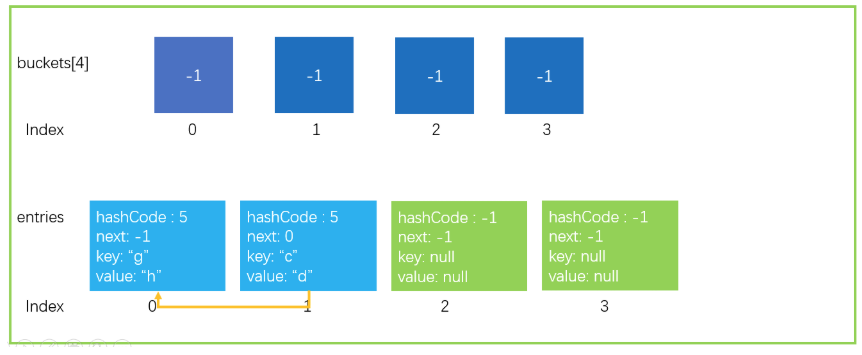 buckets[4]
-1 -1 -1 -1
Index 0 1 2 3
entries
hashCode : 5
next: -1
key: “g”
value: “h”
hashCode : 5
next: 0
key: “c”
value: “d”
hashCode : -1
next: -1
key: null
value: null
hashCode : -1
next: -1
key: null
value: null
Index 0 1 2 3